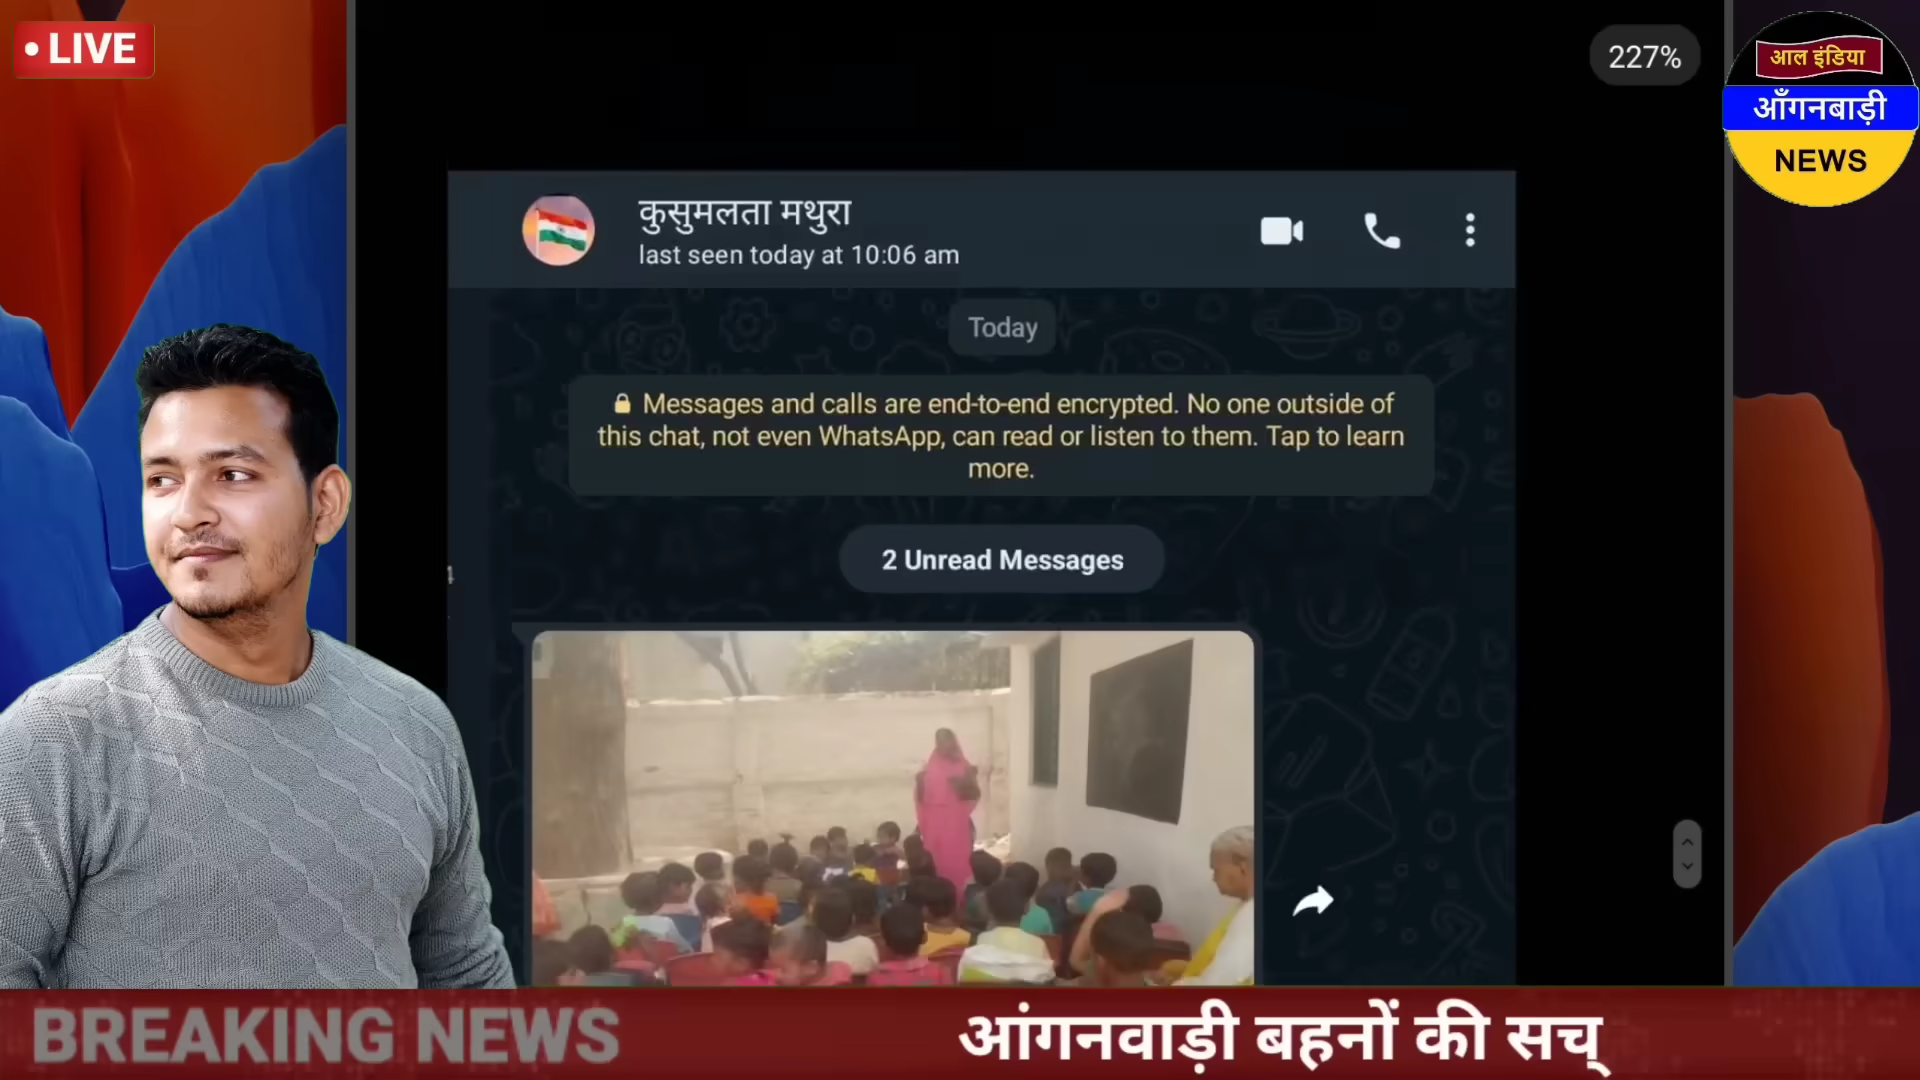 LIVE
227%
आल इंडिया
आँगनबाड़ी
NEWS
कुसुमलता मथुरा
last seen today at 10:06 am
Today
Messages and calls are end-to-end encrypted. No one outside of
this chat, not even WhatsApp, can read or listen to them. Tap to learn
more.
2 Unread Messages
BREAKING NEWS
आंगनवाड़ी बहनों की सच्